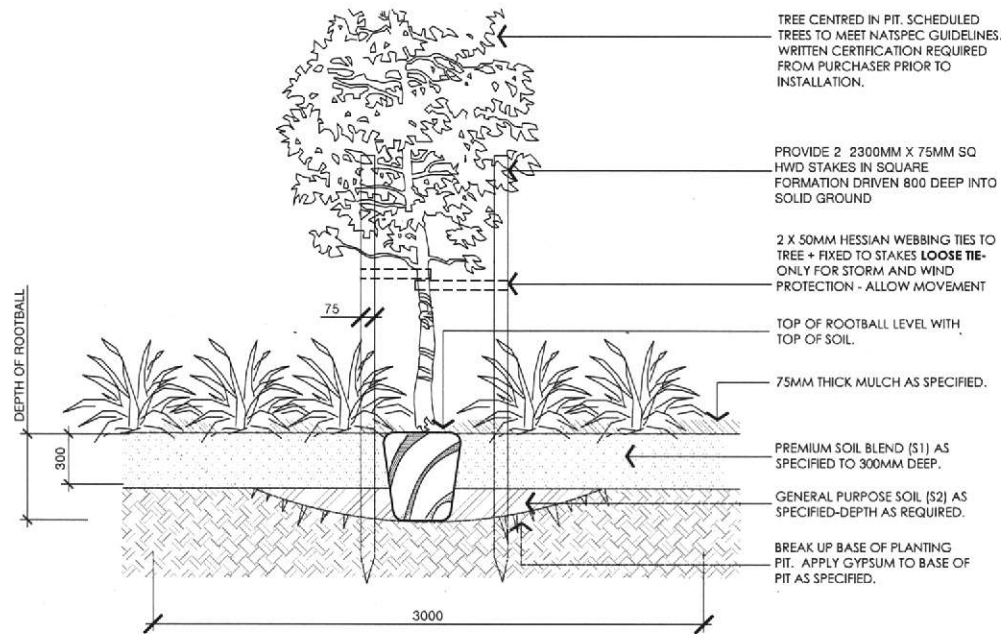 TREE CENTRED IN PIT. SCHEDULED
TREES TO MEET NATSPEC GUIDELINES.
WRITTEN CERTIFICATION REQUIRED
FROM PURCHASER PRIOR TO
INSTALLATION.
PROVIDE 2 2300MM X 75MM SQ
HWD STAKES IN SQUARE
FORMATION DRIVEN 800 DEEP INTO
SOLID GROUND
2 X 50MM HESSIAN WEBBING TIES TO
TREE + FIXED TO STAKES LOOSE TIE-
ONLY FOR STORM AND WIND
PROTECTION - ALLOW MOVEMENT
75
TOP OF ROOTBALL LEVEL WITH
TOP OF SOIL.
DEPTH OF ROOTBALL
75MM THICK MULCH AS SPECIFIED.
300
PREMIUM SOIL BLEND (S1) AS
SPECIFIED TO 300MM DEEP.
GENERAL PURPOSE SOIL (S2) AS
SPECIFIED-DEPTH AS REQUIRED.
BREAK UP BASE OF PLANTING
PIT. APPLY GYPSUM TO BASE OF
PIT AS SPECIFIED.
3000